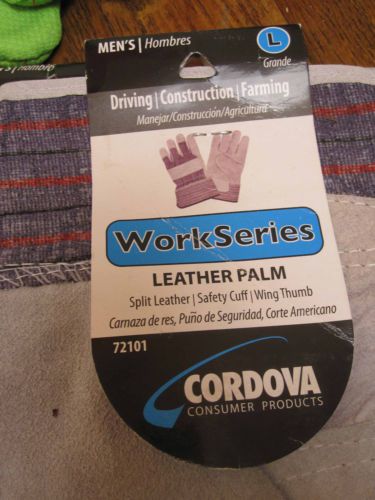 MEN'S | Hombres
L
Grande
Driving | Construction | Farming
Manejar/Construcción/Agricultura
WorkSeries
LEATHER PALM
Split Leather | Safety Cuff | Wing Thumb
Carnaza de res, Puño de Seguridad, Corte Americano
72101
CORDOVA
CONSUMER PRODUCTS